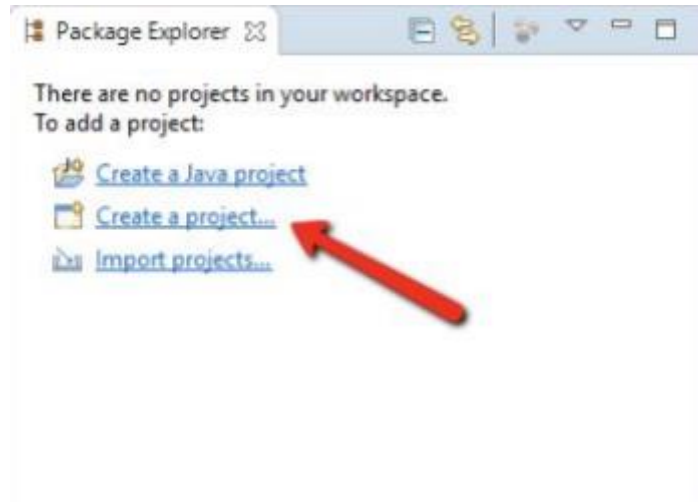 Package Explorer
There are no projects in your workspace.
To add a project:
Create a Java project
Create a project...
Import projects...